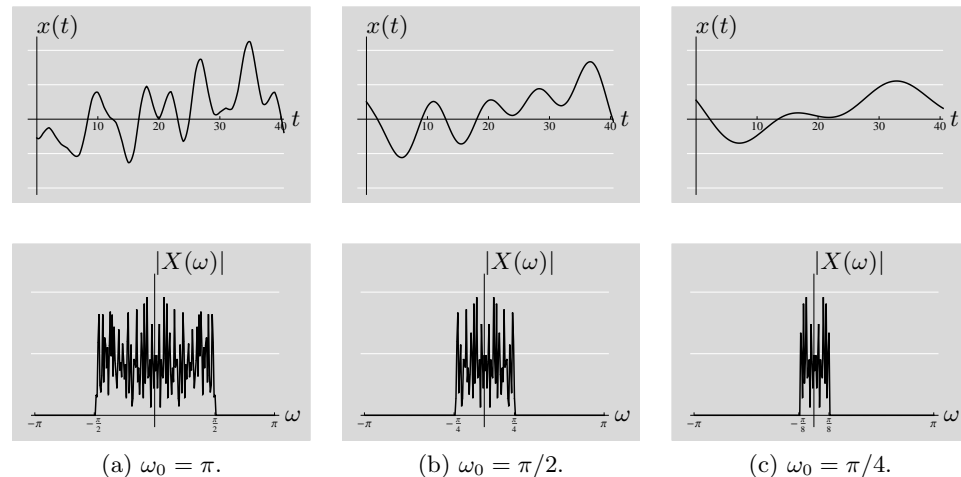 x(t) x(t) x(t)
t t t
10 20 30 40 10 20 30 40 10 20 30 40
|X(ω)| |X(ω)| |X(ω)|
ω ω ω
−π −π/2 π/2 π −π −π/4 π/4 π −π −π/8 π/8 π
(a) ω₀ = π. (b) ω₀ = π/2. (c) ω₀ = π/4.